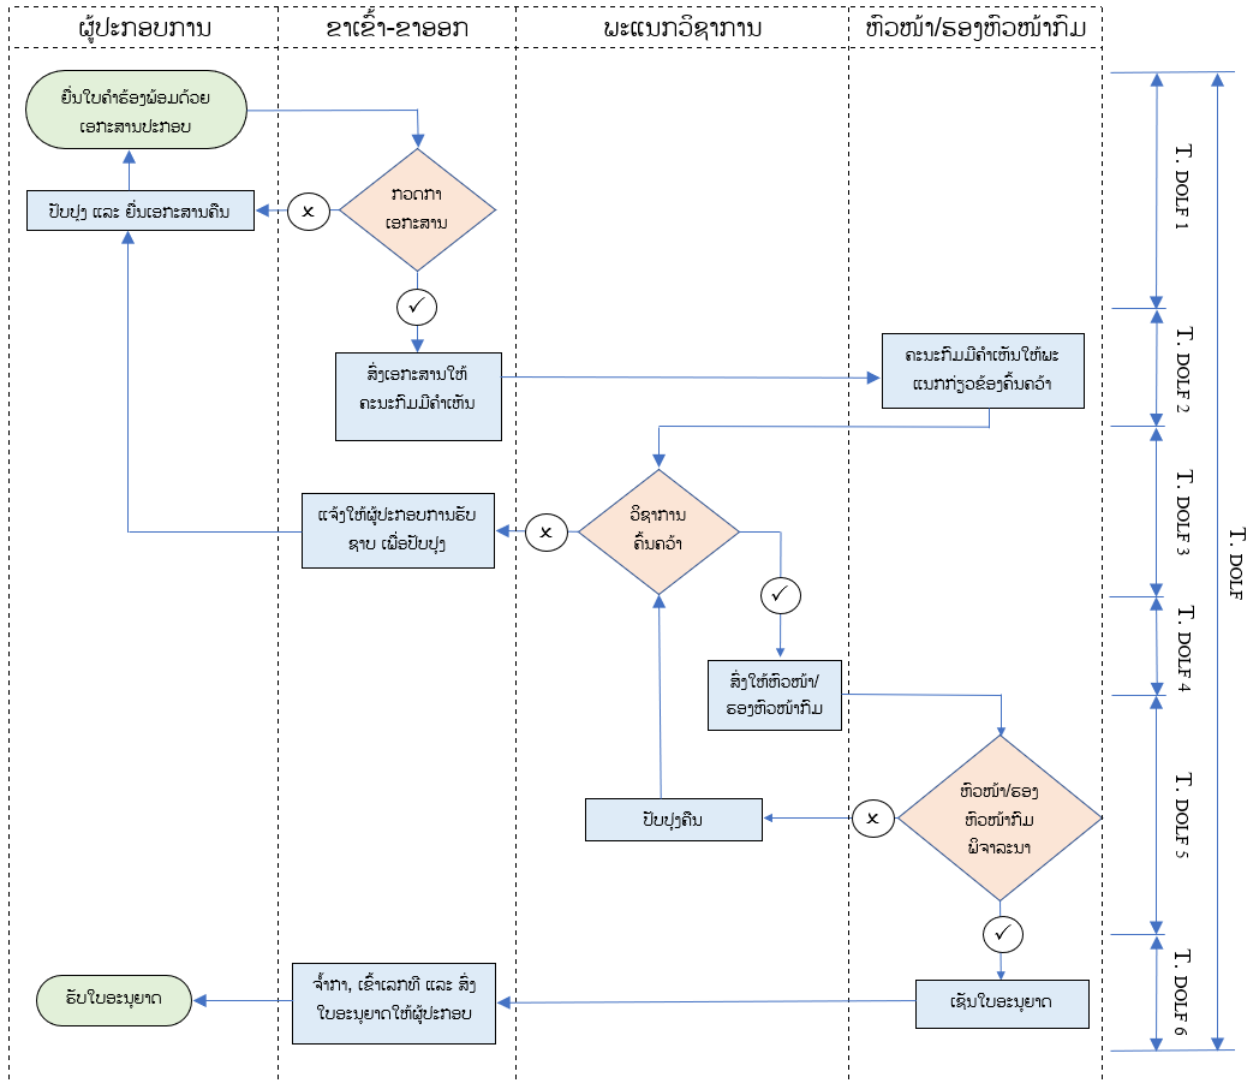 ຜູ້ປະກອບການ
ຂາເຂົ້າ-ຂາອອກ
ພະແນກວິຊາການ
ຫົວໜ້າ/ຮອງຫົວໜ້າກົມ
ຍື່ນໃບຄໍາຮ້ອງພ້ອມດ້ວຍ
ເອກະສານປະກອບ
ກວດກາ
ເອກະສານ
ປັບປຸງ ແລະ ຍື່ນເອກະສານຄືນ
x
✓
T. DOLF 1
ສົ່ງເອກະສານໃຫ້
ຄະນະກົມມີຄໍາເຫັນ
ຄະນະກົມມີຄໍາເຫັນໃຫ້ພະ
ແນກກ່ຽວຂ້ອງຄົ້ນຄວ້າ
T. DOLF 2
ແຈ້ງໃຫ້ຜູ້ປະກອບການຮັບ
ຊາບ ເພື່ອປັບປຸງ
x
ວິຊາການ
ຄົ້ນຄວ້າ
✓
T. DOLF 3
T. DOLF
ສົ່ງໃຫ້ຫົວໜ້າ/
ຮອງຫົວໜ້າກົມ
T. DOLF 4
ປັບປຸງຄືນ
x
ຫົວໜ້າ/ຮອງ
ຫົວໜ້າກົມ
ພິຈາລະນາ
✓
T. DOLF 5
ຮັບໃບອະນຸຍາດ
ຈໍ້າກາ, ເຂົ້າເລກທີ ແລະ ສົ່ງ
ໃບອະນຸຍາດໃຫ້ຜູ້ປະກອບ
ເຊັນໃບອະນຸຍາດ
T. DOLF 6